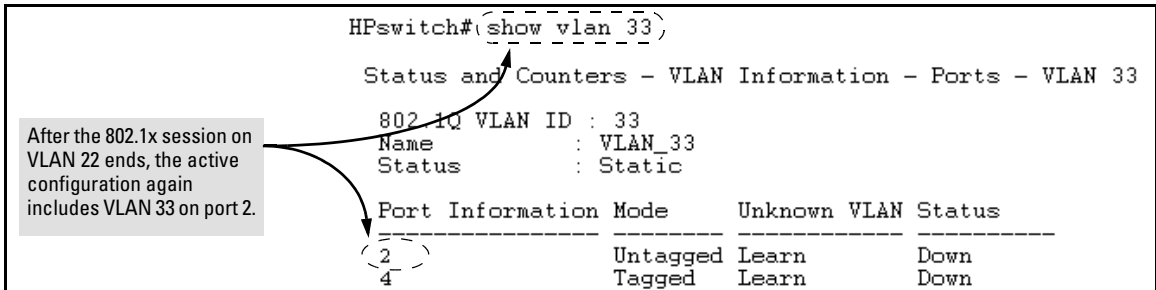 HPswitch# show vlan 33
Status and Counters - VLAN Information - Ports - VLAN 33
802.1Q VLAN ID : 33
Name : VLAN_33
Status : Static
After the 802.1x session on
VLAN 22 ends, the active
configuration again
includes VLAN 33 on port 2.
Port Information Mode Unknown VLAN Status
---------------- -------- ------------ ----------
2 Untagged Learn Down
4 Tagged Learn Down